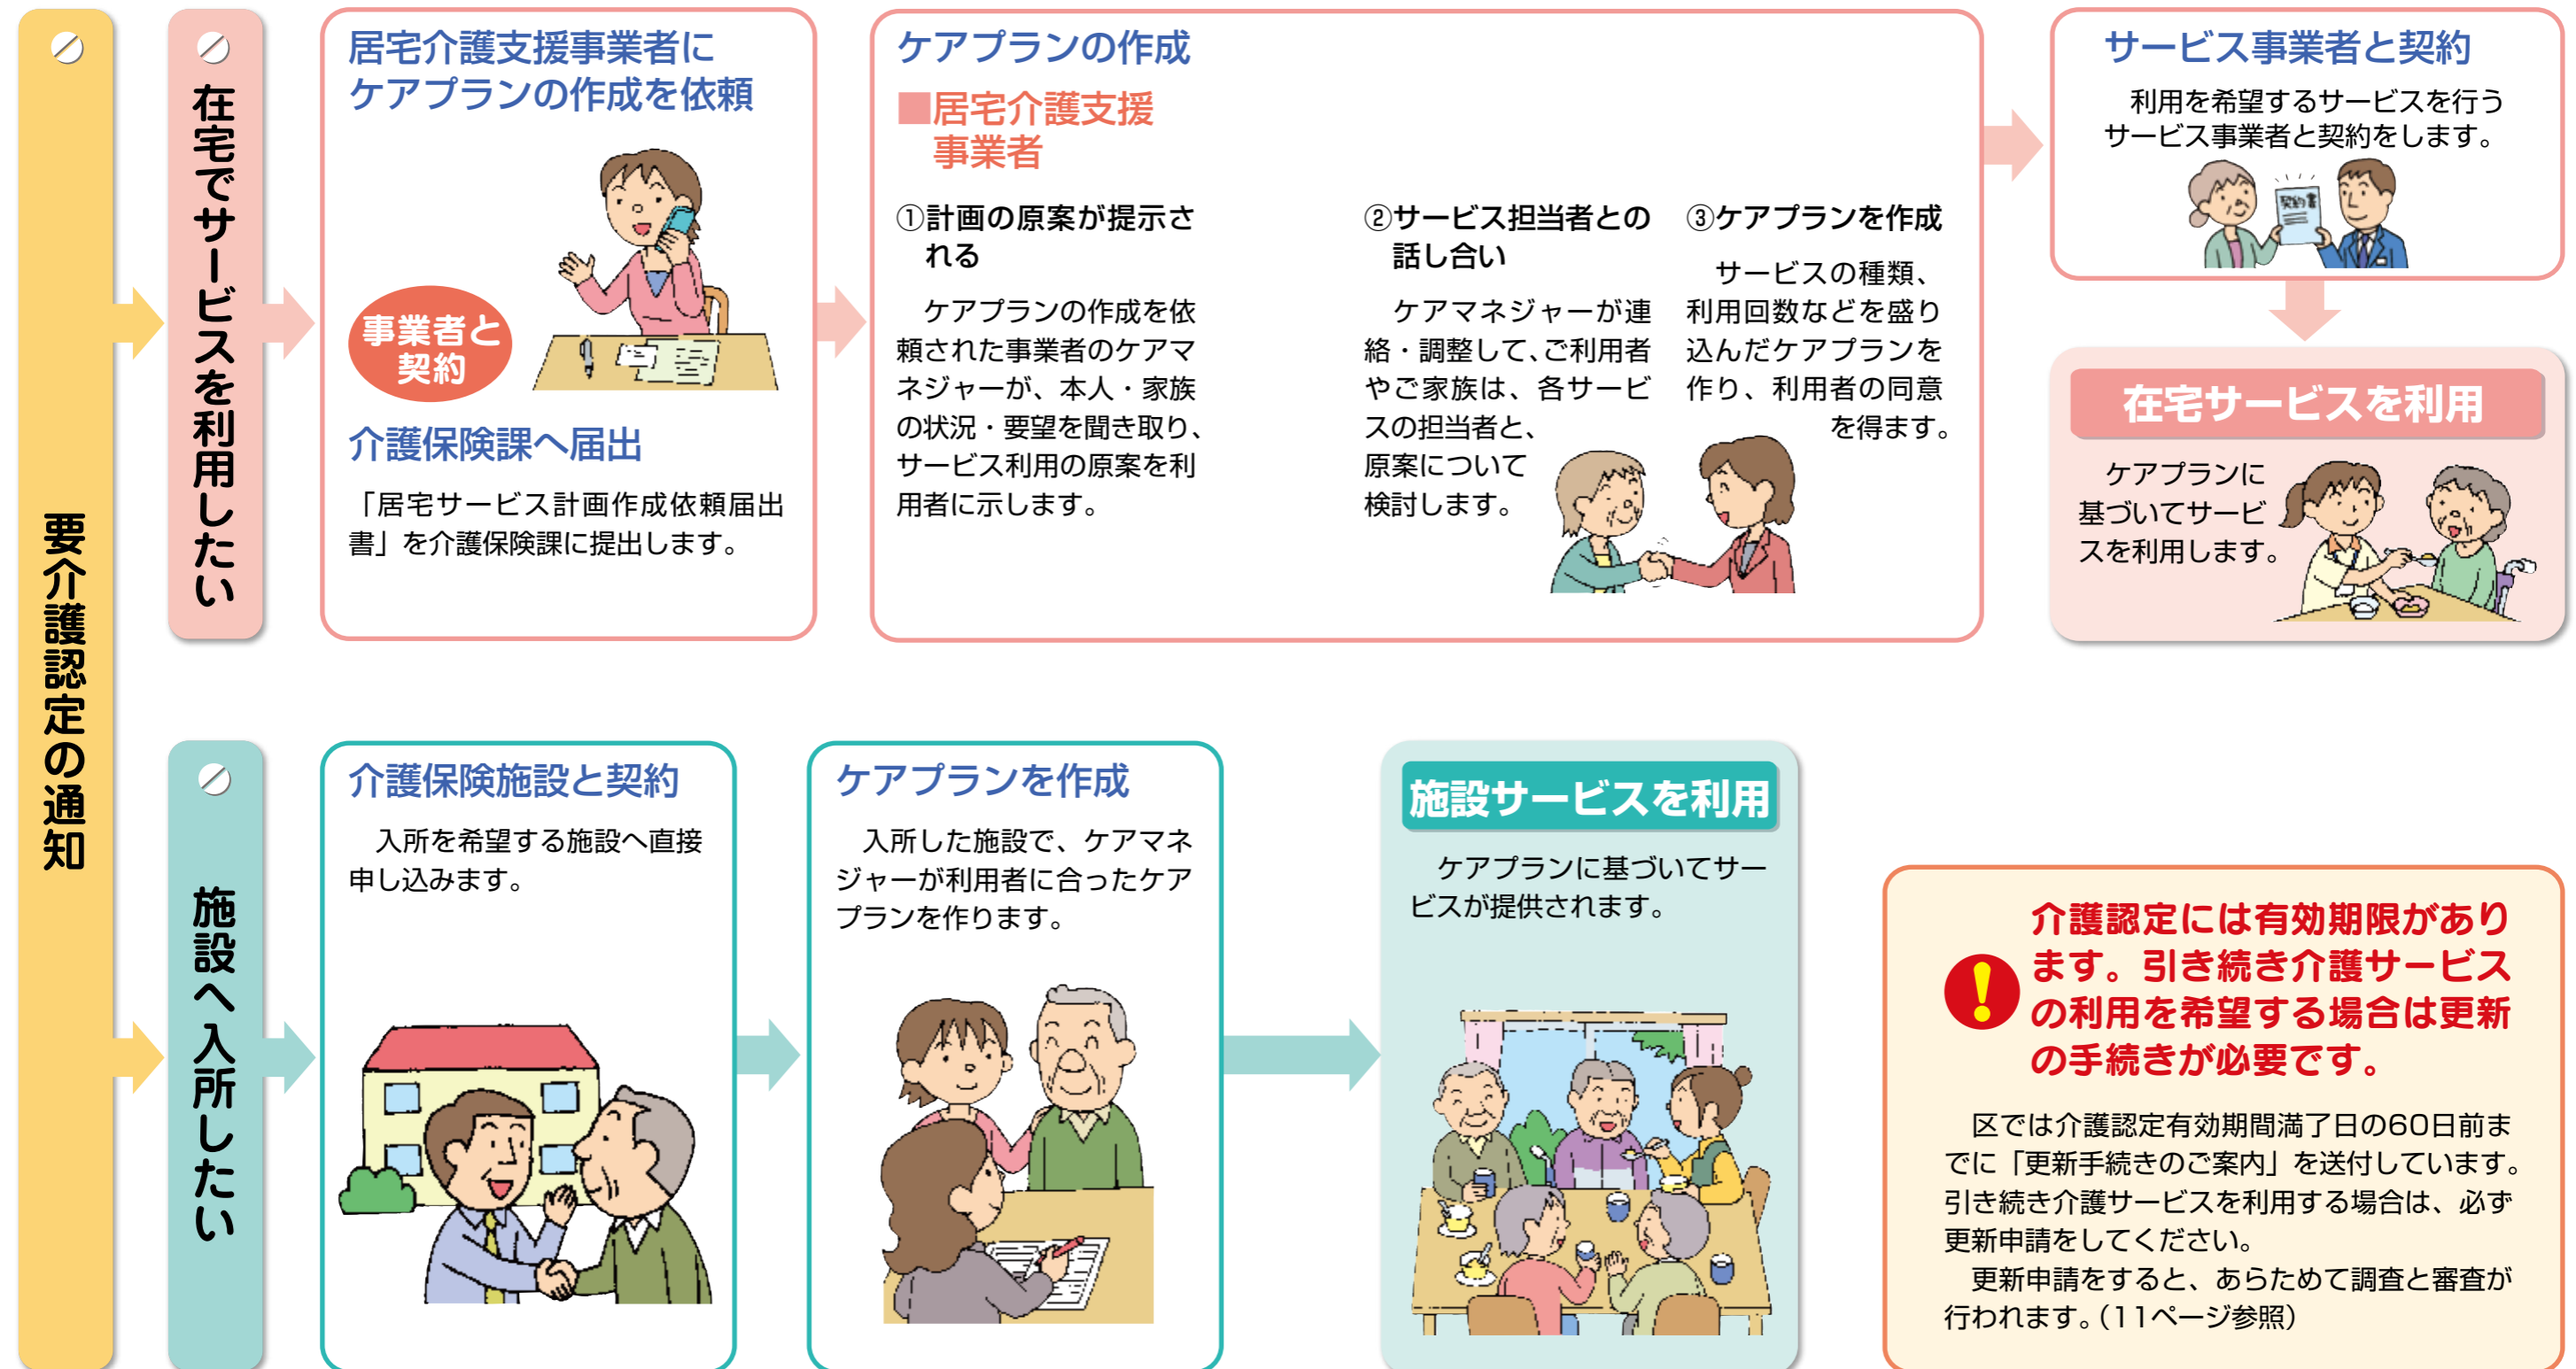 要介護認定の通知
在宅でサービスを利用したい
居宅介護支援事業者に
ケアプランの作成を依頼
事業者と
契約
介護保険課へ届出
「居宅サービス計画作成依頼届出
書」を介護保険課に提出します。
ケアプランの作成
■居宅介護支援
事業者
①計画の原案が提示さ
れる
ケアプランの作成を依
頼された事業者のケアマ
ネジャーが、本人・家族
の状況・要望を聞き取り、
サービス利用の原案を利
用者に示します。
②サービス担当者との
話し合い
ケアマネジャーが連
絡・調整して、ご利用者
やご家族は、各サービ
スの担当者と、
原案について
検討します。
③ケアプランを作成
サービスの種類、
利用回数などを盛り
込んだケアプランを
作り、利用者の同意
を得ます。
サービス事業者と契約
利用を希望するサービスを行う
サービス事業者と契約をします。
契約書
在宅サービスを利用
ケアプランに
基づいてサービ
スを利用します。
施設へ入所したい
介護保険施設と契約
入所を希望する施設へ直接
申し込みます。
ケアプランを作成
入所した施設で、ケアマネ
ジャーが利用者に合ったケア
プランを作ります。
施設サービスを利用
ケアプランに基づいてサー
ビスが提供されます。
介護認定には有効期限があり
ます。引き続き介護サービス
の利用を希望する場合は更新
の手続きが必要です。
区では介護認定有効期間満了日の60日前ま
でに「更新手続きのご案内」を送付しています。
引き続き介護サービスを利用する場合は、必ず
更新申請をしてください。
更新申請をすると、あらためて調査と審査が
行われます。（11ページ参照）